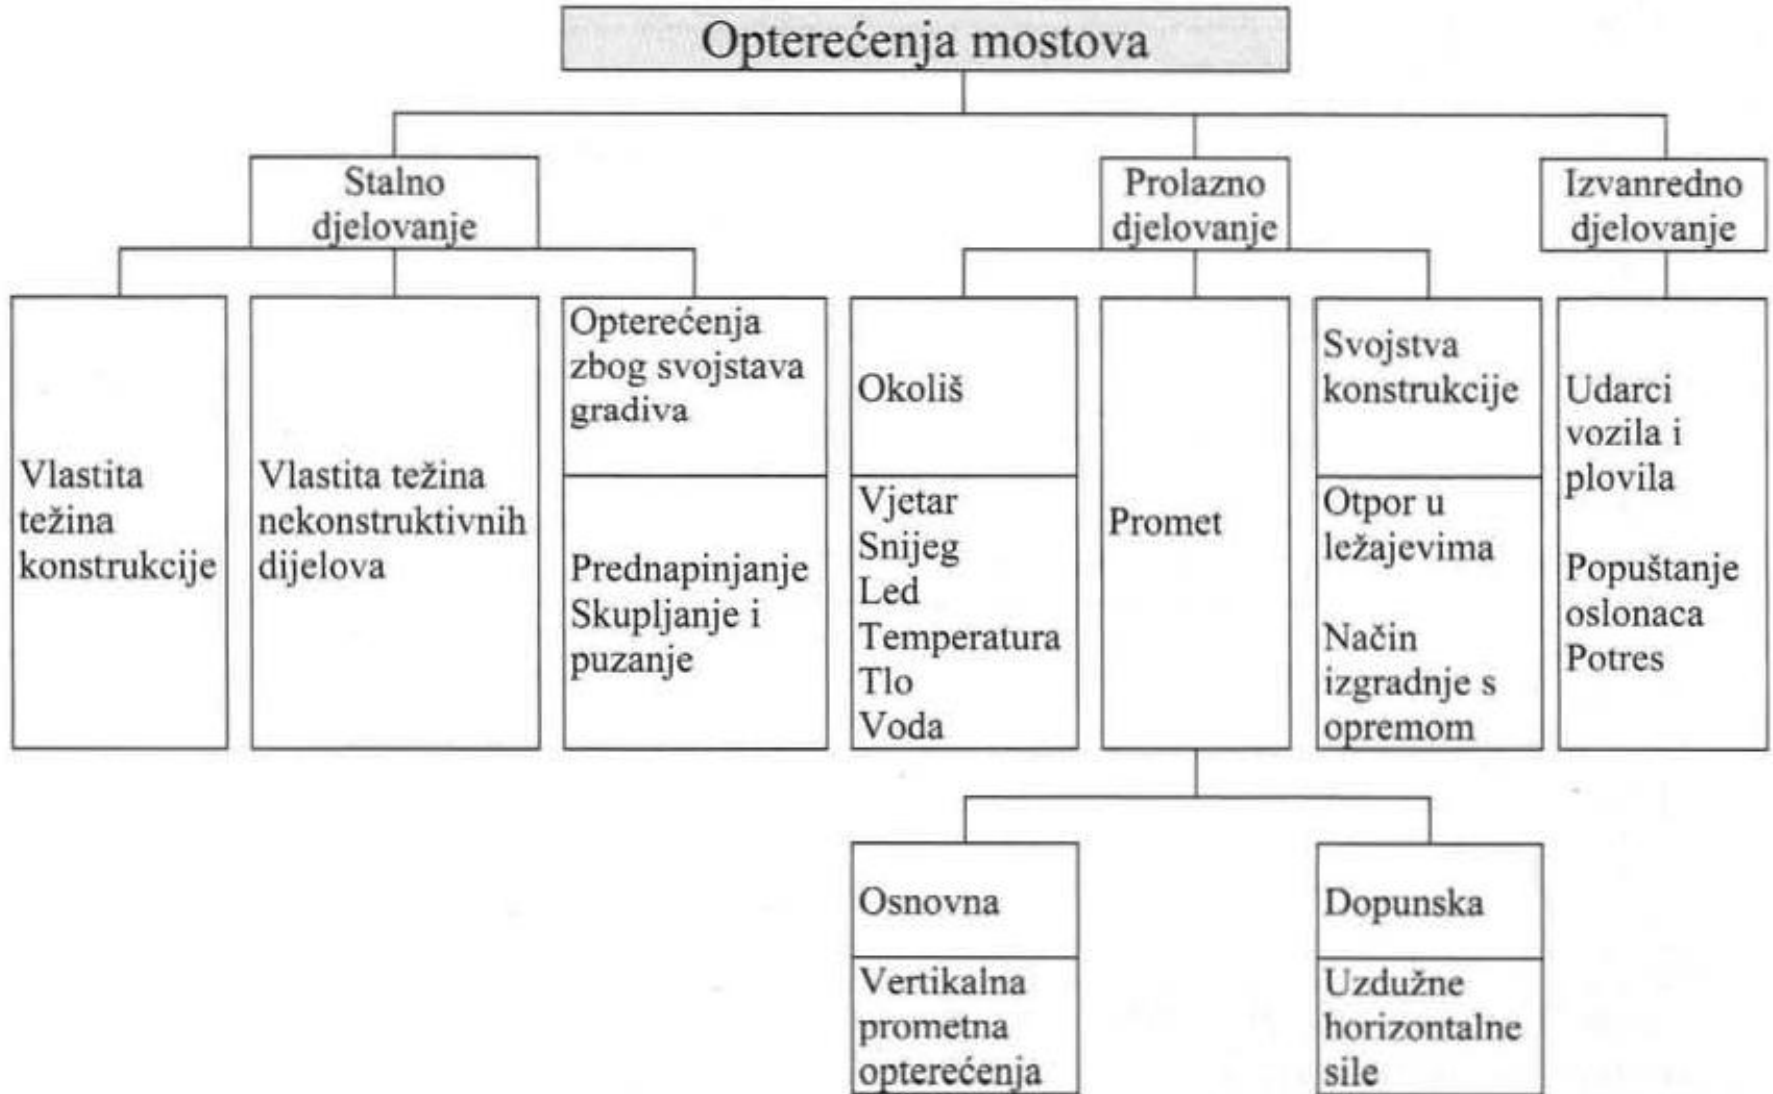 Opterećenja mostova
Stalno
djelovanje
Prolazno
djelovanje
Izvanredno
djelovanje
Vlastita
težina
konstrukcije
Vlastita težina
nekonstruktivnih
dijelova
Opterećenja
zbog svojstava
gradiva
Prednapinjanje
Skupljanje i
puzanje
Okoliš
Vjetar
Snijeg
Led
Temperatura
Tlo
Voda
Promet
Svojstva
konstrukcije
Otpor u
ležajevima
Način
izgradnje s
opremom
Udarci
vozila i
plovila
Popuštanje
oslonaca
Potres
Osnovna
Vertikalna
prometna
opterećenja
Dopunska
Uzdužne
horizontalne
sile